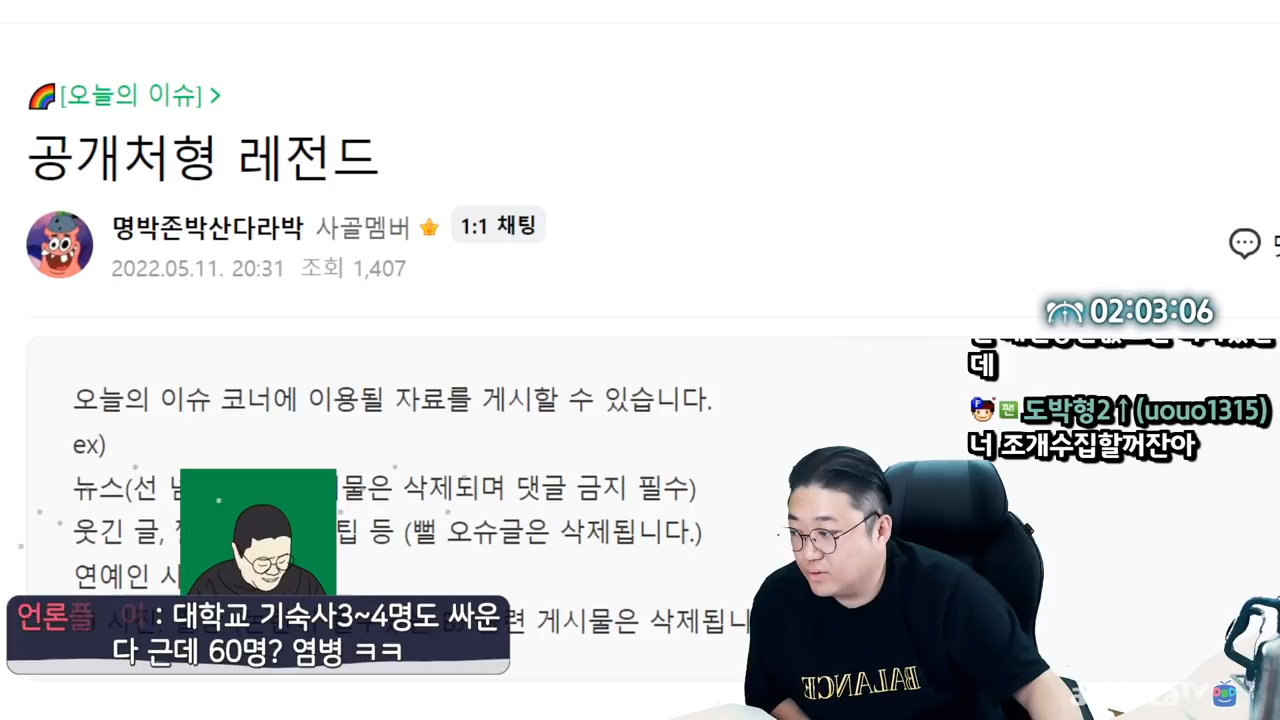 [오늘의 이슈] >
공개처형 레전드
명박존박산다라박 사골멤버 1:1 채팅
2022.05.11. 20:31 조회 1,407
02:03:06
데
F 팬 도박형2↑(uouo1315)
너 조개수집할꺼잔아
오늘의 이슈 코너에 이용될 자료를 게시할 수 있습니다.
ex)
뉴스(선 물은 삭제되며 댓글 금지 필수)
웃긴 글, 팁 등 (뻘 오슈글은 삭제됩니다.)
연예인 사
련 게시물은 삭제됩니
언론플 : 대학교 기숙사3~4명도 싸운
다 근데 60명? 염병 ㅋㅋ
BALANCE
TV